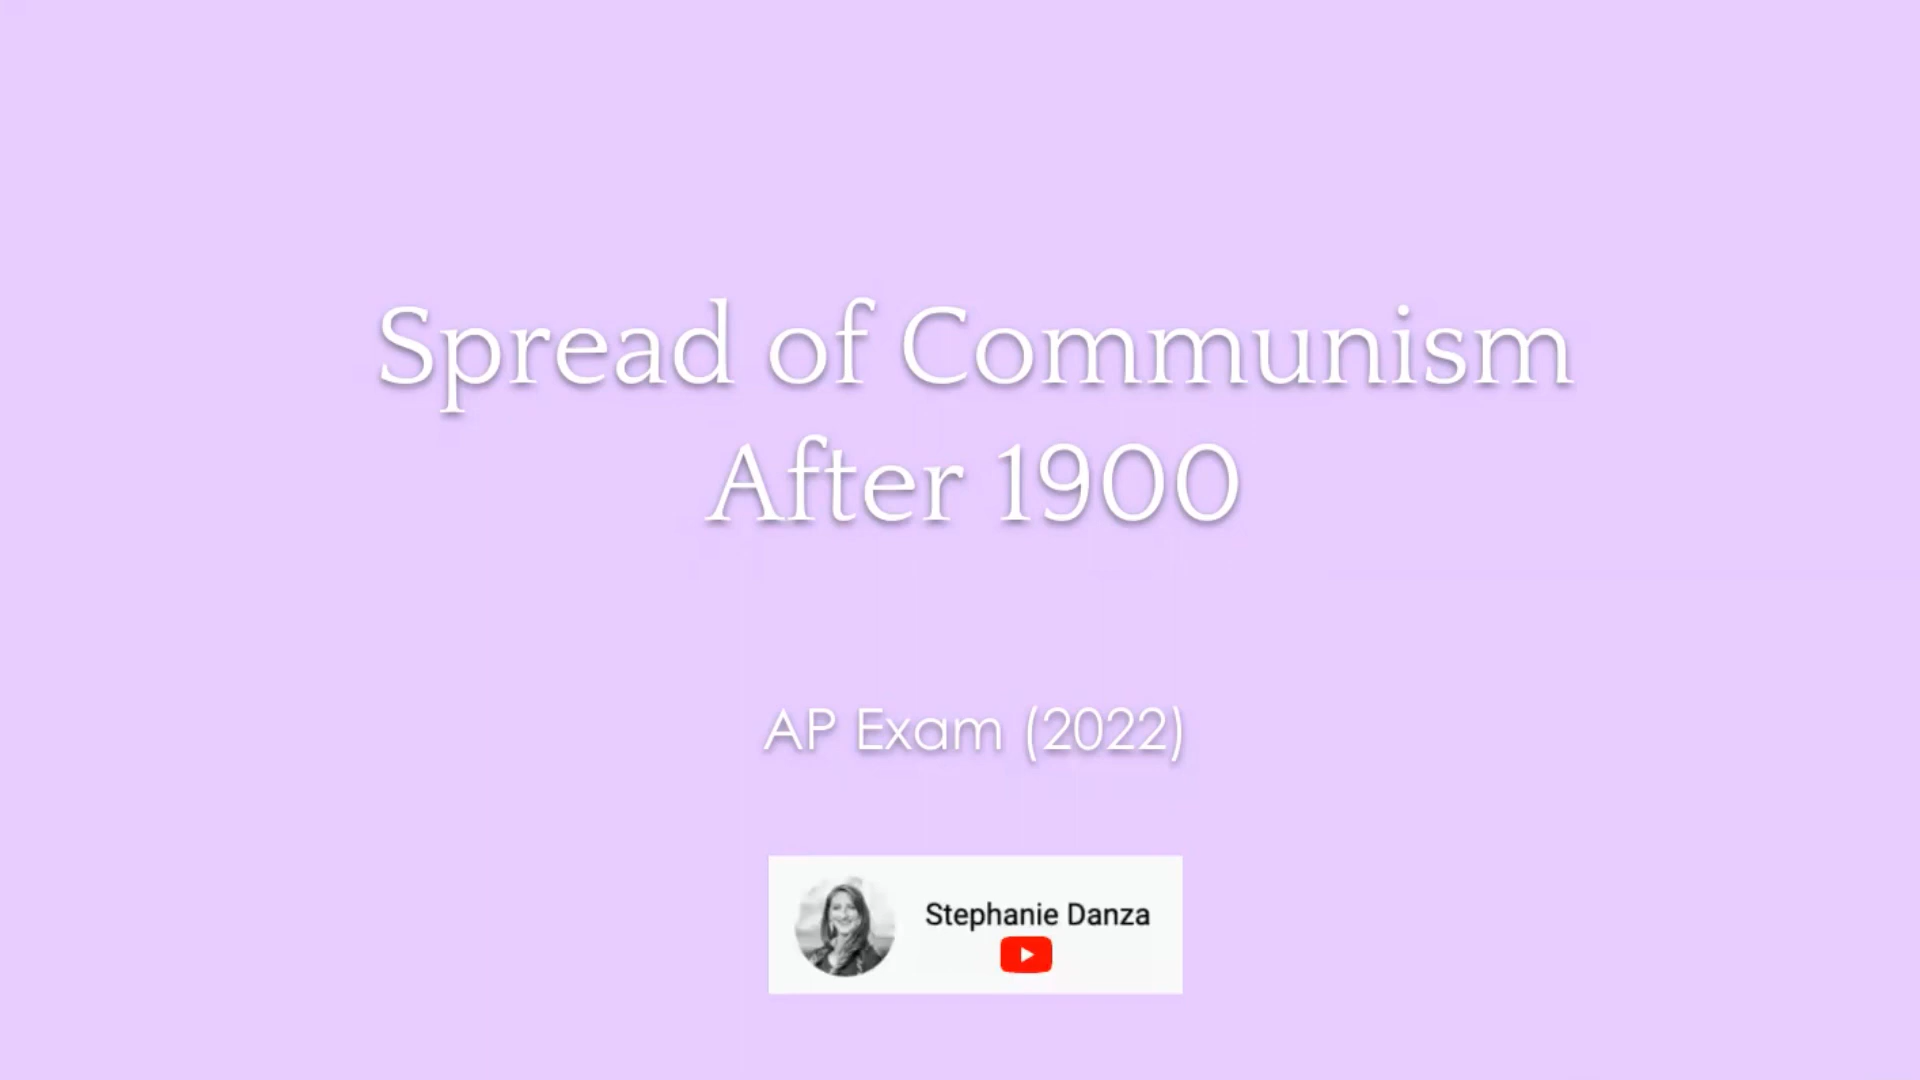 Spread of Communism
After 1900
AP Exam (2022)
Stephanie Danza